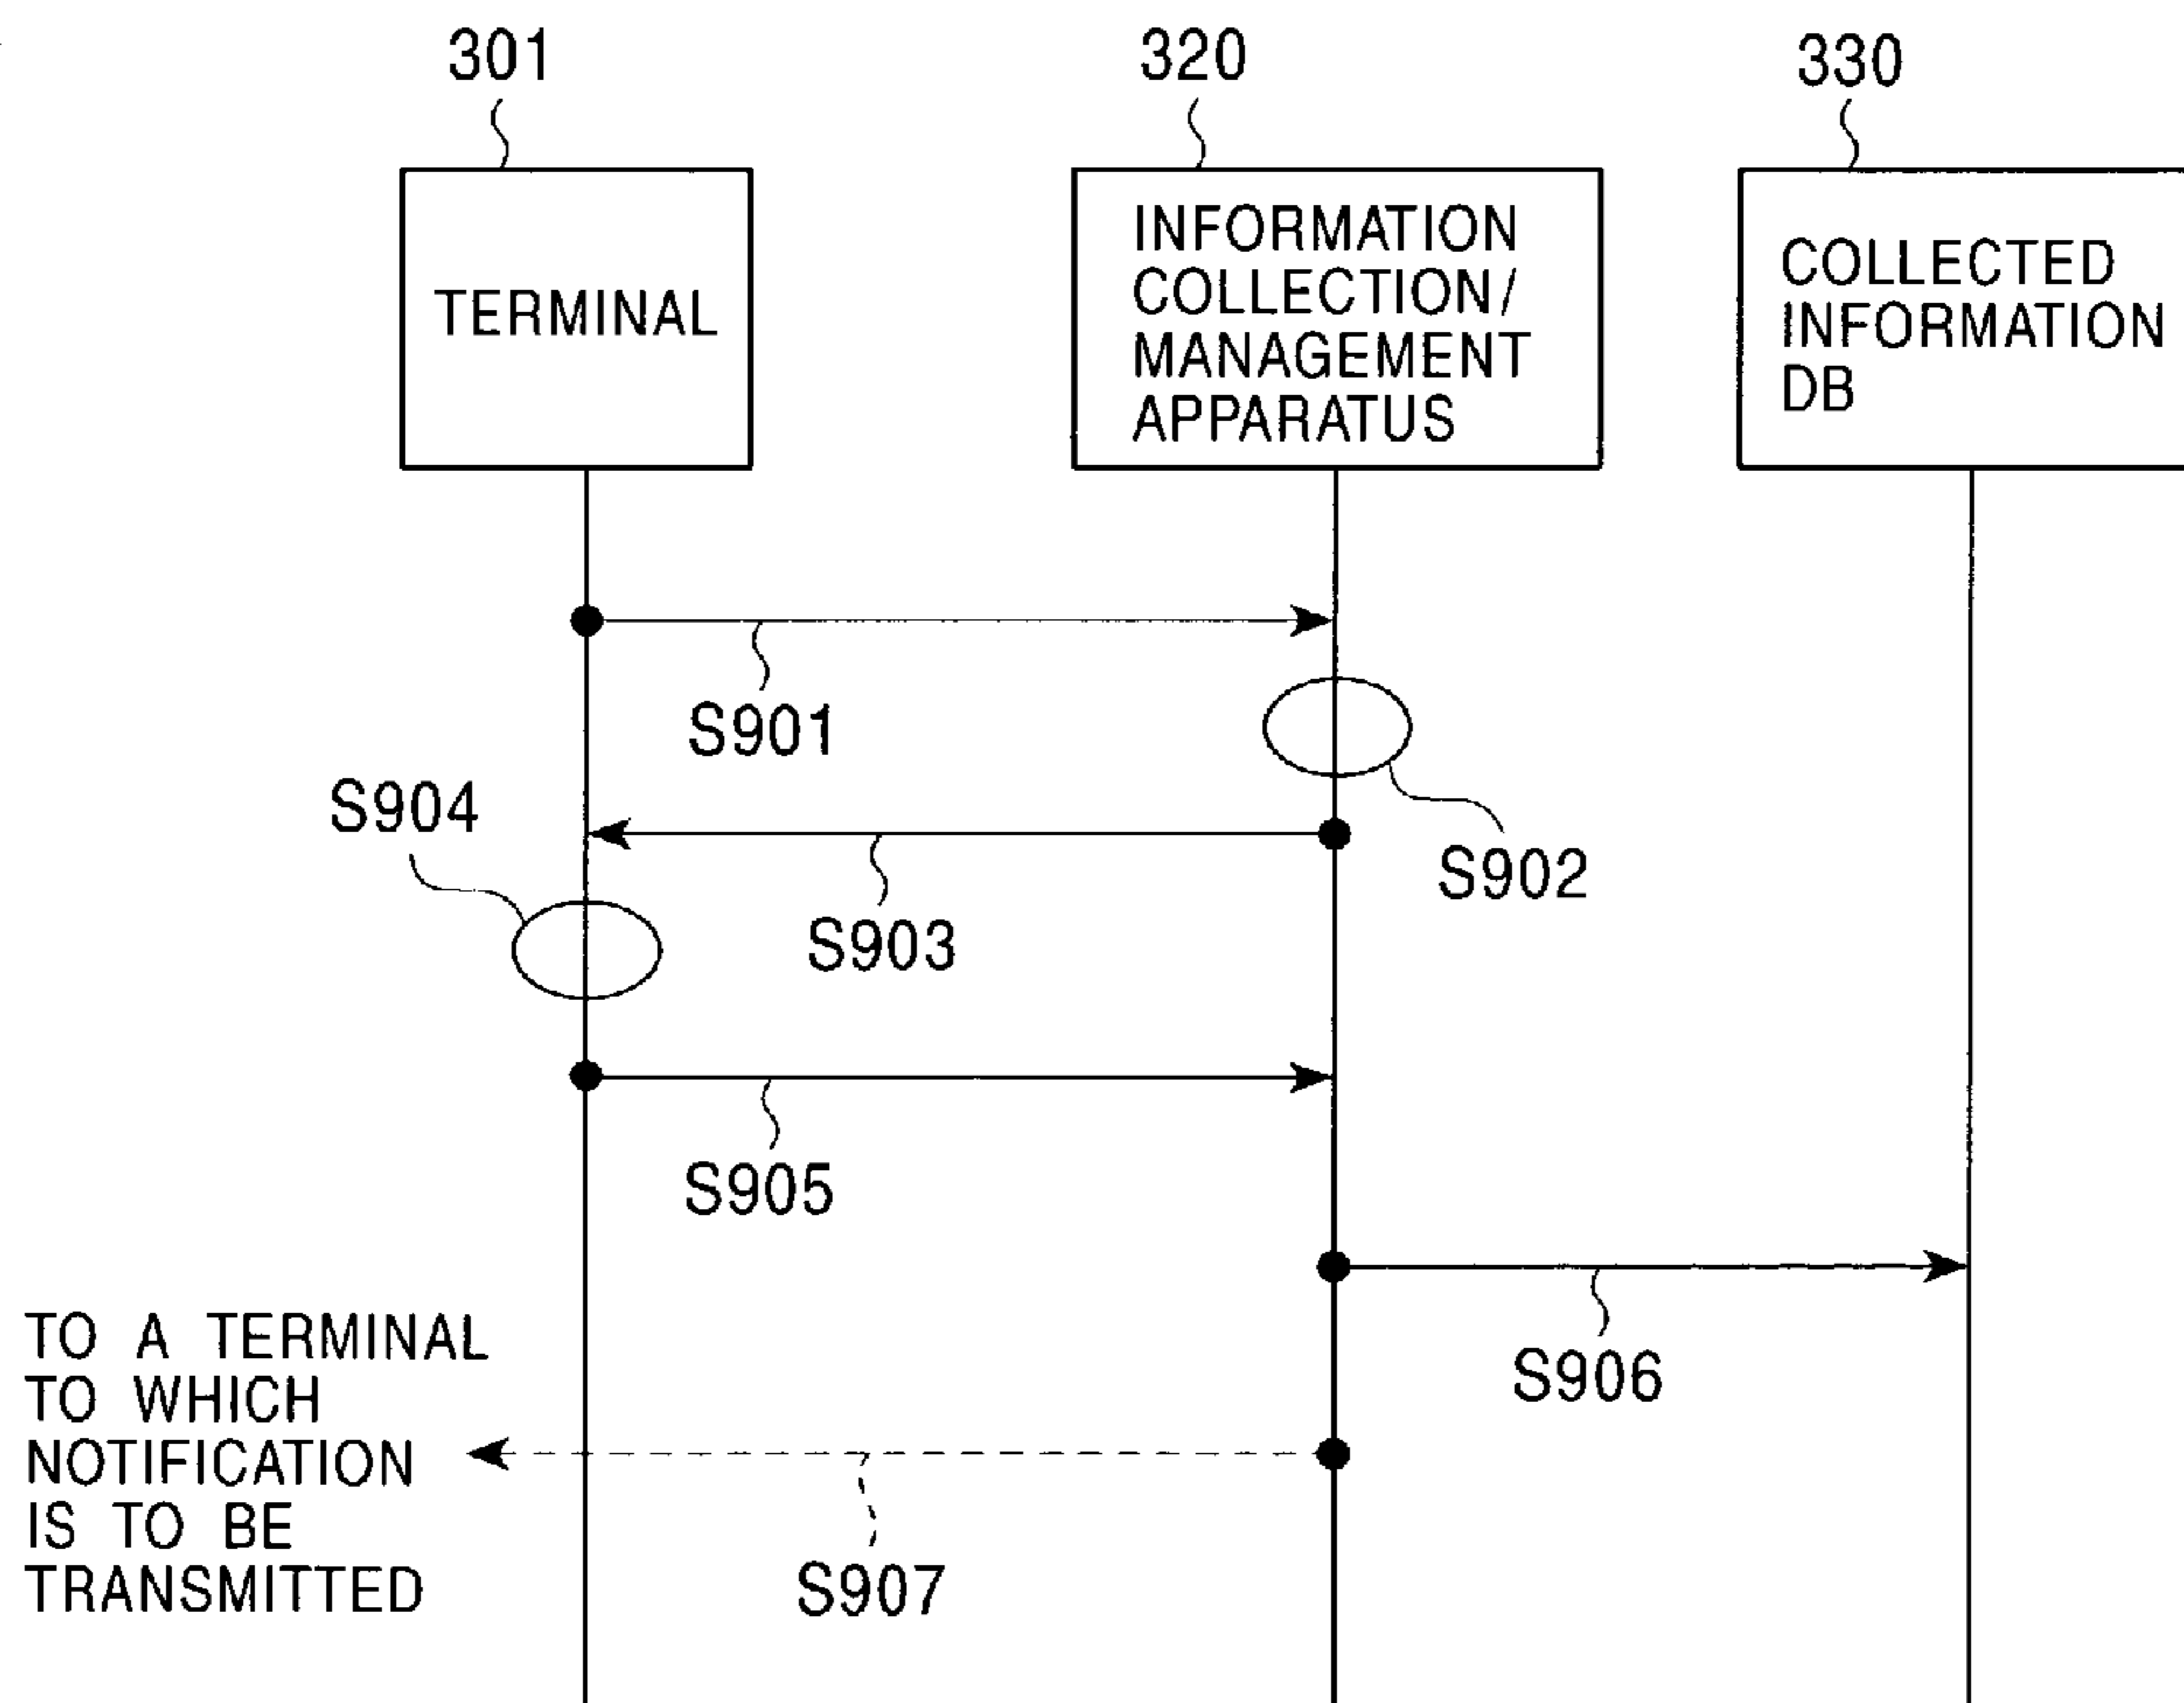 301
320
330
TERMINAL
INFORMATION
COLLECTION/
MANAGEMENT
APPARATUS
COLLECTED
INFORMATION
DB
S901
S904
S902
S903
S905
S906
TO A TERMINAL
TO WHICH
NOTIFICATION
IS TO BE
TRANSMITTED
S907